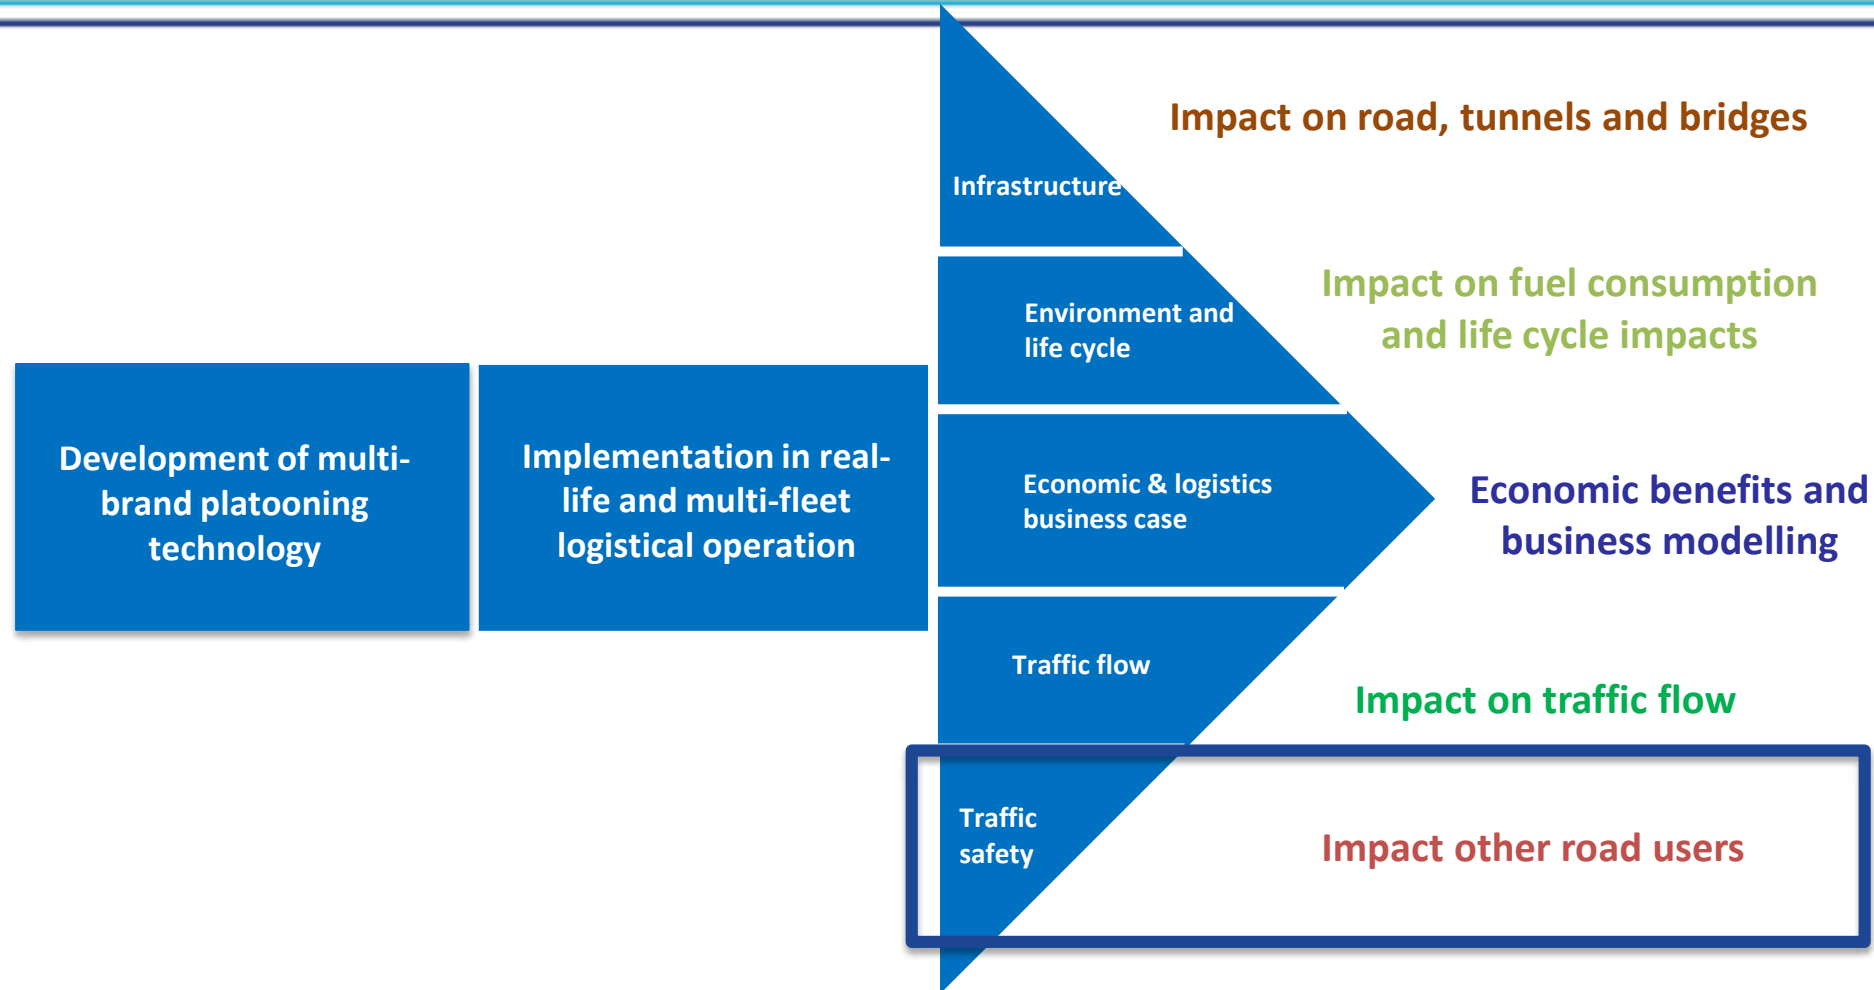 Impact on road, tunnels and bridges
Infrastructure
Impact on fuel consumption
and life cycle impacts
Environment and
life cycle
Development of multi-
brand platooning
technology
Implementation in real-
life and multi-fleet
logistical operation
Economic & logistics
business case
Economic benefits and
business modelling
Traffic flow
Impact on traffic flow
Traffic
safety
Impact other road users